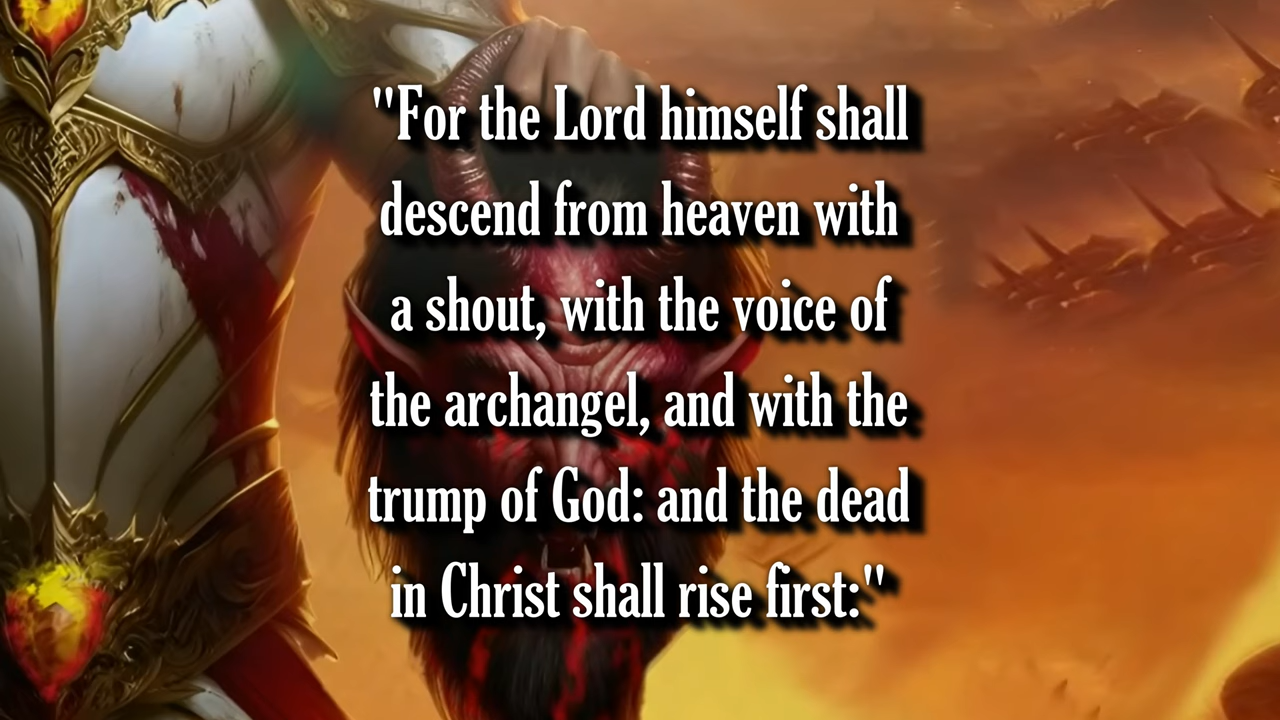 "For the Lord himself shall
descend from heaven with
a shout, with the voice of
the archangel, and with the
trump of God: and the dead
in Christ shall rise first:"